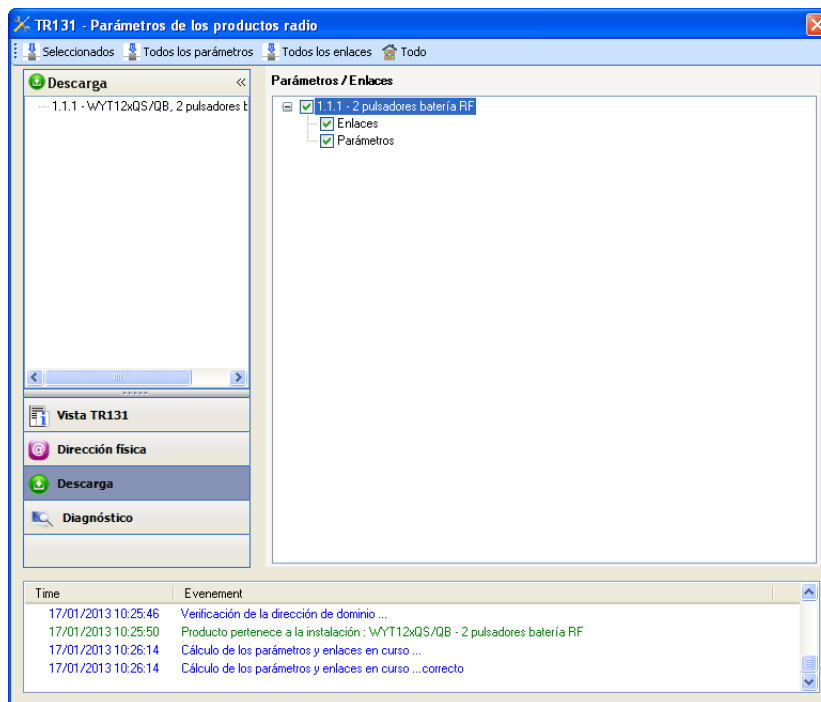 TR131 - Parámetros de los productos radio
Seleccionados Todos los parámetros Todos los enlaces Todo
Descarga «
1.1.1 - WYT12xQS/QB, 2 pulsadores
Parámetros / Enlaces
1.1.1 - 2 pulsadores batería RF
Enlaces
Parámetros
Vista TR131
Dirección física
Descarga
Diagnóstico
Time Evenement
17/01/2013 10:25:46 Verificación de la dirección de dominio ...
17/01/2013 10:25:50 Producto pertenece a la instalación : WYT12xQS/QB - 2 pulsadores batería RF
17/01/2013 10:26:14 Cálculo de los parámetros y enlaces en curso ...
17/01/2013 10:26:14 Cálculo de los parámetros y enlaces en curso ...correcto